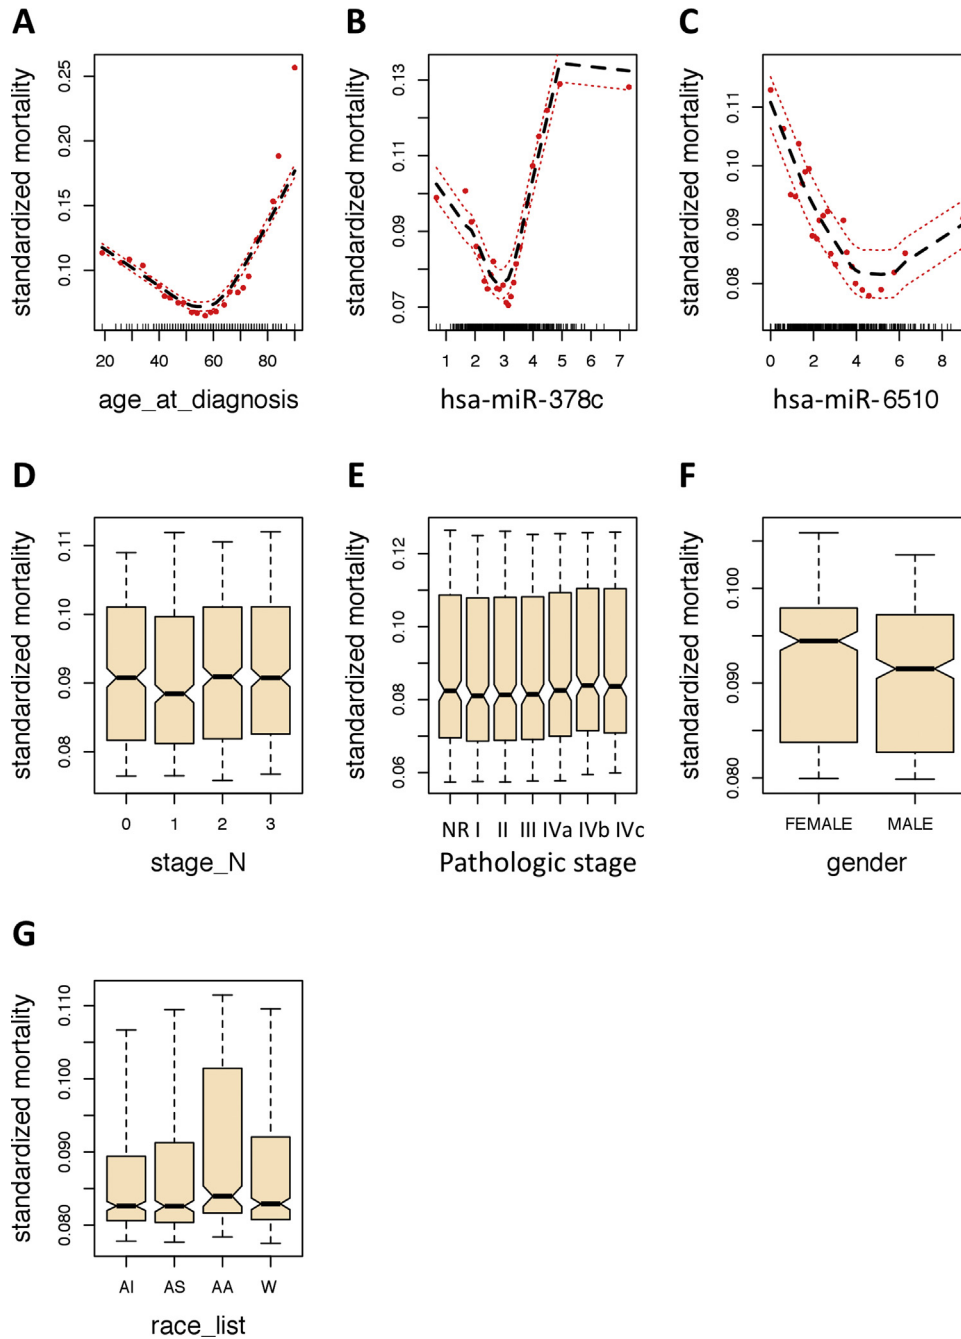 A
standardized mortality
0.10 0.15 0.20 0.25
20 40 60 80
age_at_diagnosis
B
standardized mortality
0.07 0.09 0.11 0.13
1 2 3 4 5 6 7
hsa-miR-378c
C
standardized mortality
0.08 0.09 0.10 0.11
0 2 4 6 8
hsa-miR-6510
D
standardized mortality
0.08 0.09 0.10 0.11
0 1 2 3
stage_N
E
standardized mortality
0.06 0.08 0.10 0.12
NR I II III IVa IVb IVc
Pathologic stage
F
standardized mortality
0.080 0.090 0.100
FEMALE MALE
gender
G
standardized mortality
0.080 0.090 0.100 0.110
AI AS AA W
race_list